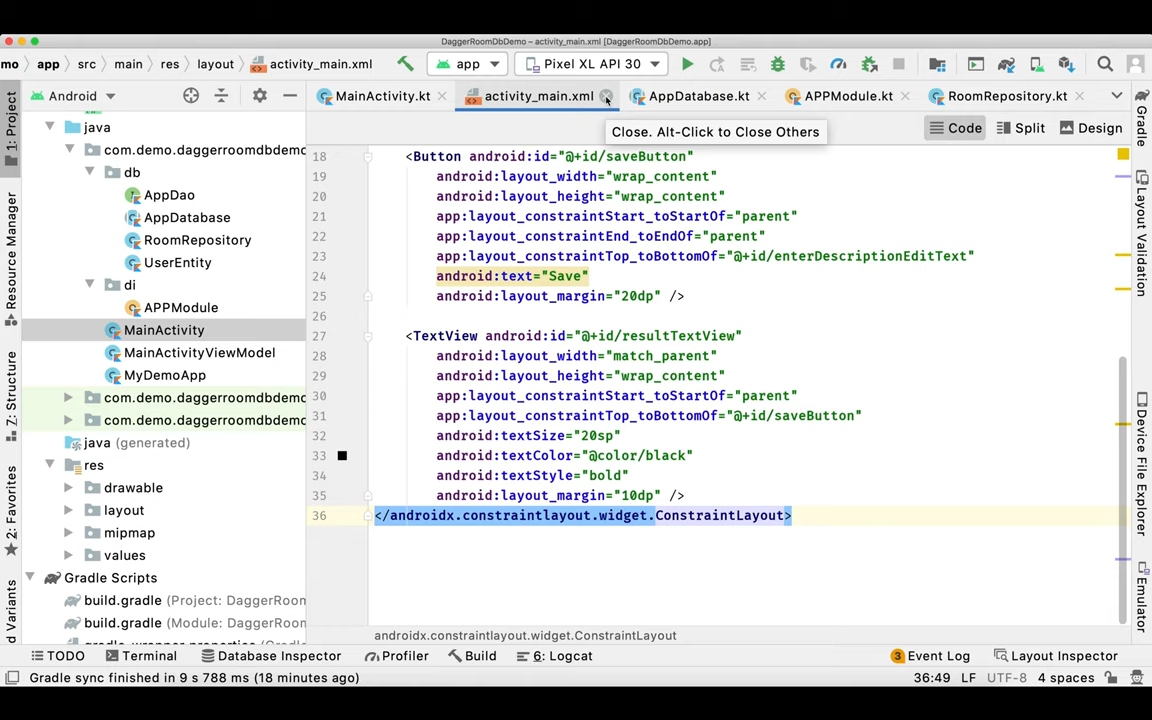 DaggerRoomDbDemo – activity_main.xml [DaggerRoomDbDemo.app]
mo app src main res layout activity_main.xml app Pixel XL API 30
Android MainActivity.kt activity_main.xml AppDatabase.kt APPModule.kt RoomRepository.kt
Close. Alt-Click to Close Others
Code Split Design
java
com.demo.daggerroomdbdemo
db
AppDao
AppDatabase
RoomRepository
UserEntity
di
APPModule
MainActivity
MainActivityViewModel
MyDemoApp
com.demo.daggerroomdbdemo
com.demo.daggerroomdbdemo
java (generated)
res
drawable
layout
mipmap
values
Gradle Scripts
build.gradle (Project: DaggerRoom
build.gradle (Module: DaggerRoom
18 <Button android:id="@+id/saveButton"
19 android:layout_width="wrap_content"
20 android:layout_height="wrap_content"
21 app:layout_constraintStart_toStartOf="parent"
22 app:layout_constraintEnd_toEndOf="parent"
23 app:layout_constraintTop_toBottomOf="@+id/enterDescriptionEditText"
24 android:text="Save"
25 android:layout_margin="20dp" />
26
27 <TextView android:id="@+id/resultTextView"
28 android:layout_width="match_parent"
29 android:layout_height="wrap_content"
30 app:layout_constraintStart_toStartOf="parent"
31 app:layout_constraintTop_toBottomOf="@+id/saveButton"
32 android:textSize="20sp"
33 android:textColor="@color/black"
34 android:textStyle="bold"
35 android:layout_margin="10dp" />
36 </androidx.constraintlayout.widget.ConstraintLayout>
androidx.constraintlayout.widget.ConstraintLayout
1: Project
Resource Manager
Z: Structure
2: Favorites
d Variants
Gradle
Layout Validation
Device File Explorer
Emulator
TODO Terminal Database Inspector Profiler Build 6: Logcat 3 Event Log Layout Inspector
Gradle sync finished in 9 s 788 ms (18 minutes ago) 36:49 LF UTF-8 4 spaces